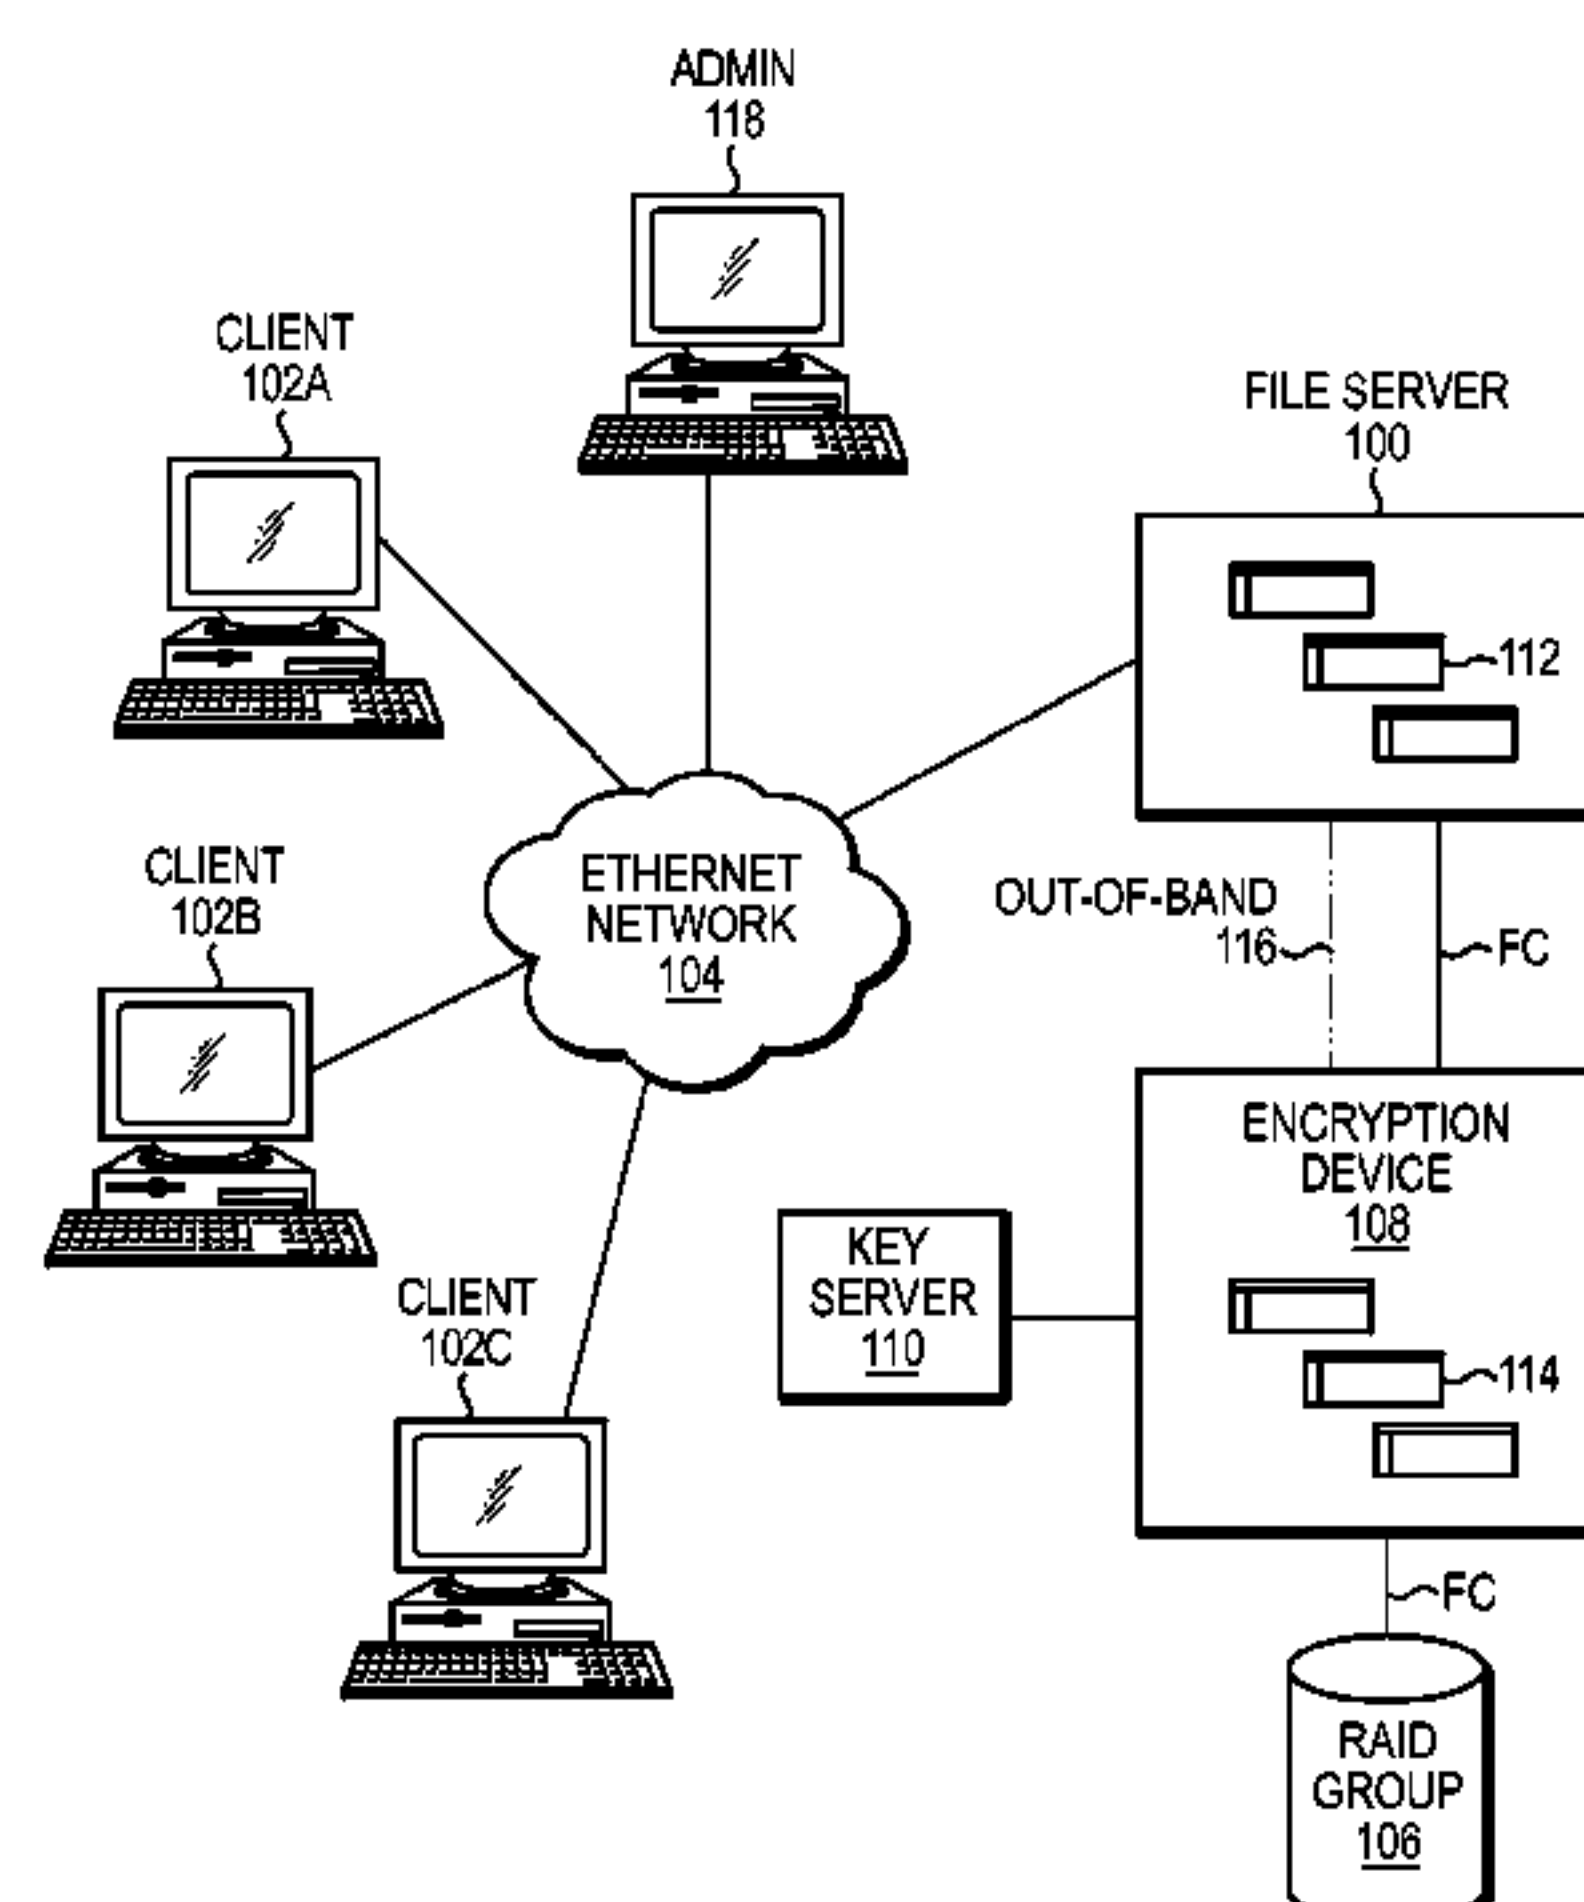 ADMIN
118
CLIENT
102A
FILE SERVER
100
112
CLIENT
102B
ETHERNET
NETWORK
104
OUT-OF-BAND
116
FC
ENCRYPTION
DEVICE
108
KEY
SERVER
110
CLIENT
102C
114
FC
RAID
GROUP
106